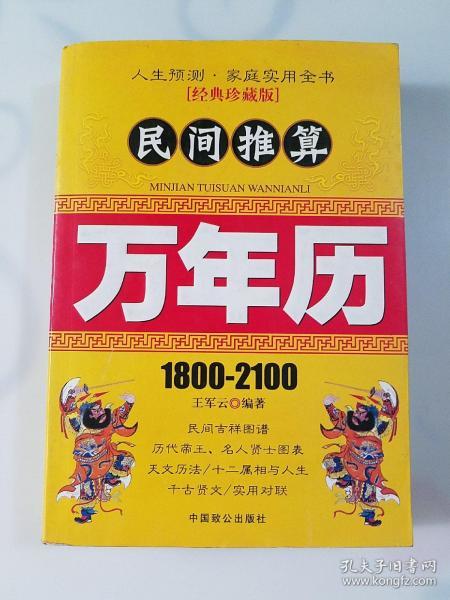 人生预测·家庭实用全书
[经典珍藏版]
民间推算
MINJIAN TUISUAN WANNIANLI
万年历
1800-2100
王军云◎编著
民间吉祥图谱
历代帝王、名人贤士图表
天文历法/十二属相与人生
千古贤文/实用对联
中国致公出版社
孔夫子旧书网
www.kongfz.com